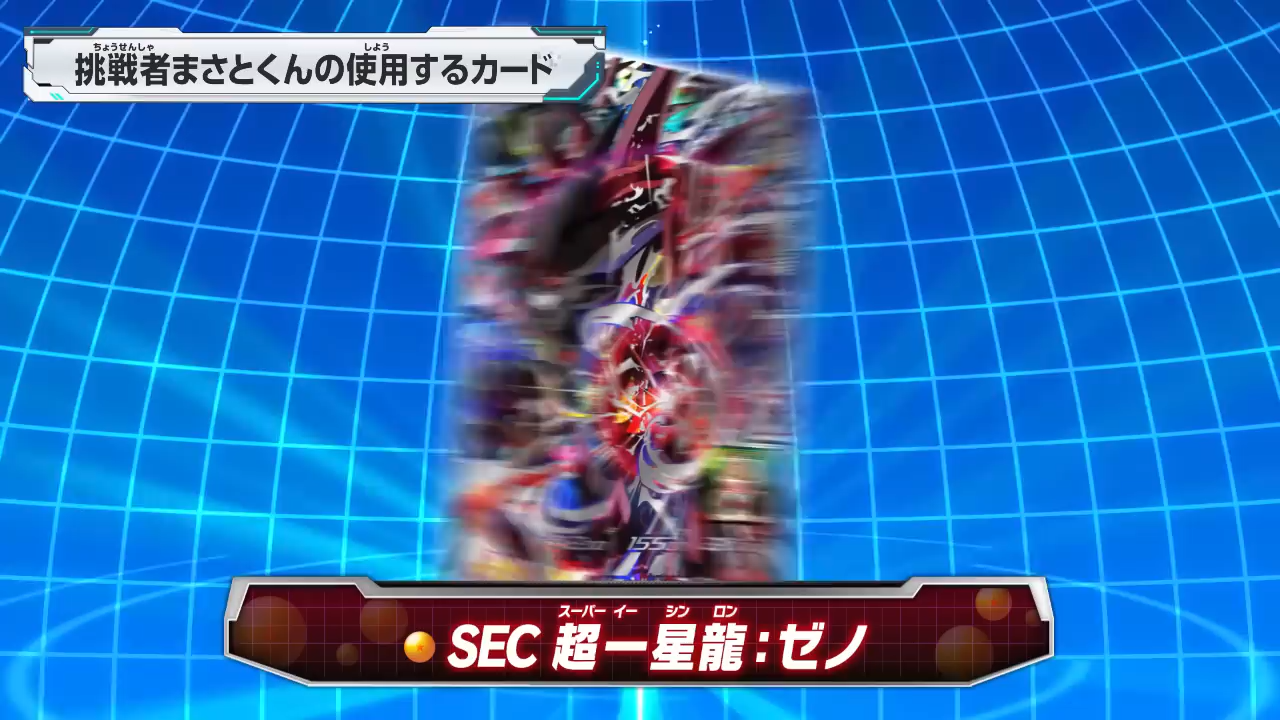 ちょうせんしゃ しよう
挑戦者まさとくんの使用するカード
155
スーパー イー シン ロン
SEC 超一星龍:ゼノ